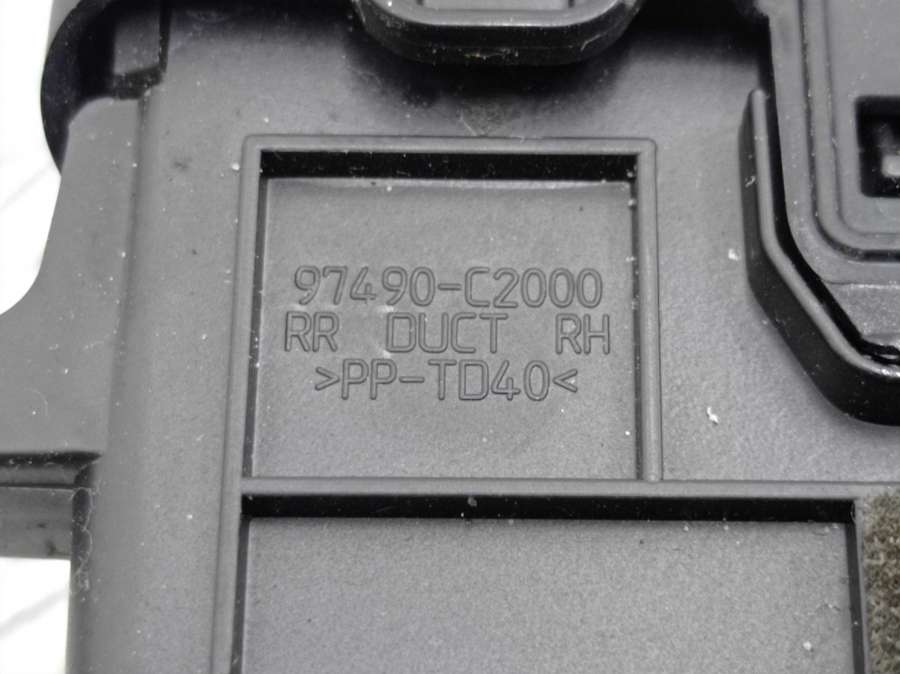 97490-C2000
RR DUCT RH
>PP-TD40<